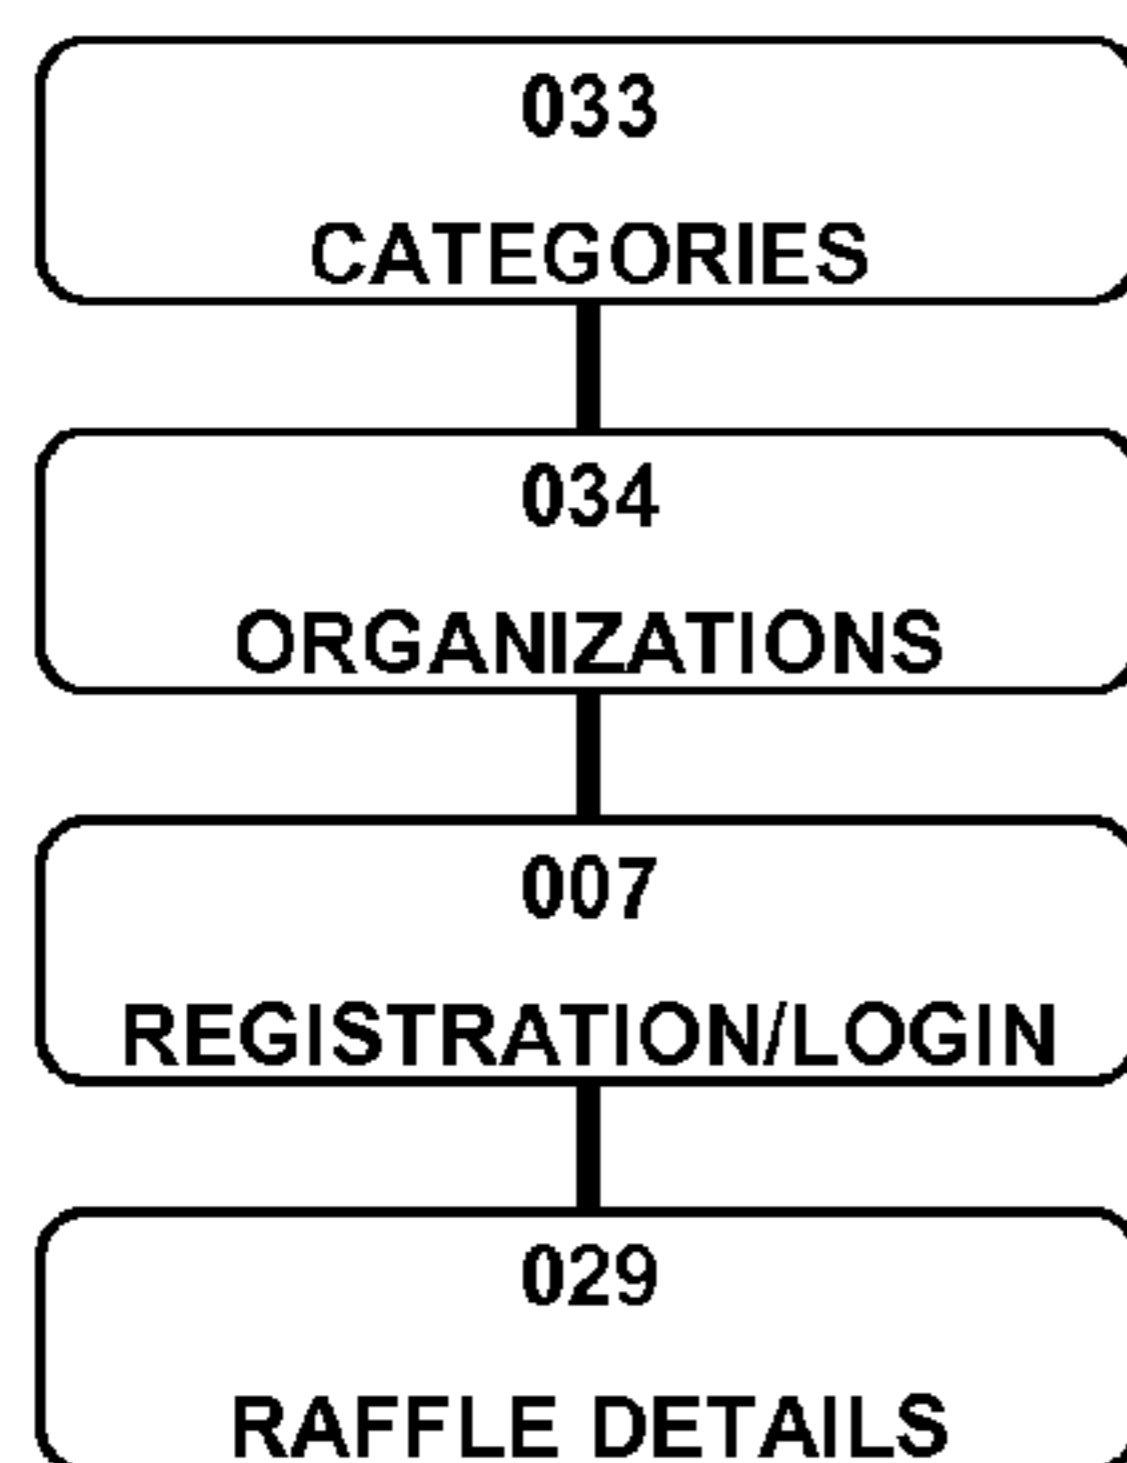 033
CATEGORIES
034
ORGANIZATIONS
007
REGISTRATION/LOGIN
029
RAFFLE DETAILS